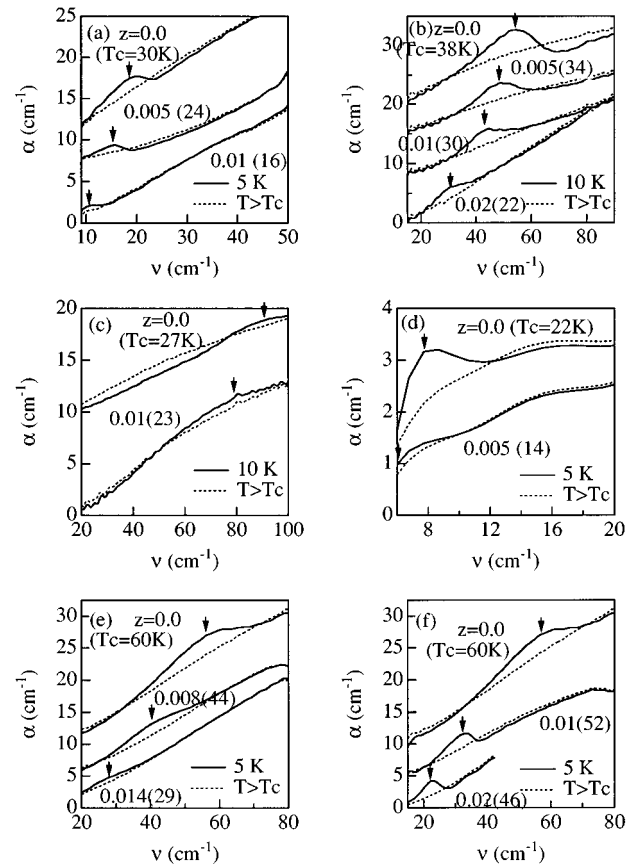 (a)
z=0.0
(Tc=30K)
0.005 (24)
0.01 (16)
5 K
T>Tc
25
20
15
10
5
0
10
20
30
40
50
α (cm⁻¹)
ν (cm⁻¹)
(b)
z=0.0
(Tc=38K)
0.005(34)
0.01(30)
0.02(22)
10 K
T>Tc
30
20
10
0
20
40
60
80
α (cm⁻¹)
ν (cm⁻¹)
(c)
z=0.0
(Tc=27K)
0.01(23)
10 K
T>Tc
20
15
10
5
0
20
40
60
80
100
α (cm⁻¹)
ν (cm⁻¹)
(d)
z=0.0 (Tc=22K)
0.005 (14)
5 K
T>Tc
4
3
2
1
0
8
12
16
20
α (cm⁻¹)
ν (cm⁻¹)
(e)
z=0.0
(Tc=60K)
0.008(44)
0.014(29)
5 K
T>Tc
30
25
20
15
10
5
0
20
40
60
80
α (cm⁻¹)
ν (cm⁻¹)
(f)
z=0.0
(Tc=60K)
0.01(52)
0.02(46)
5 K
T>Tc
30
25
20
15
10
5
0
20
40
60
80
α (cm⁻¹)
ν (cm⁻¹)